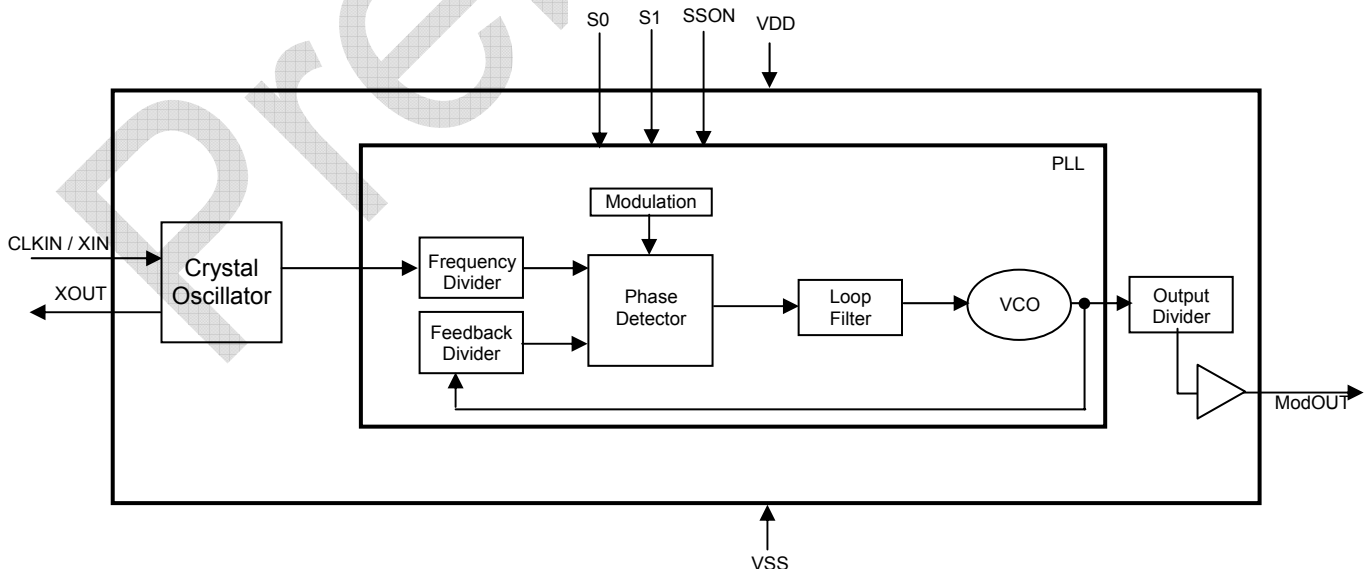 S0
S1
SSON
VDD
PLL
Modulation
CLKIN / XIN
XOUT
Crystal
Oscillator
Frequency
Divider
Feedback
Divider
Phase
Detector
Loop
Filter
VCO
Output
Divider
ModOUT
VSS
Pre